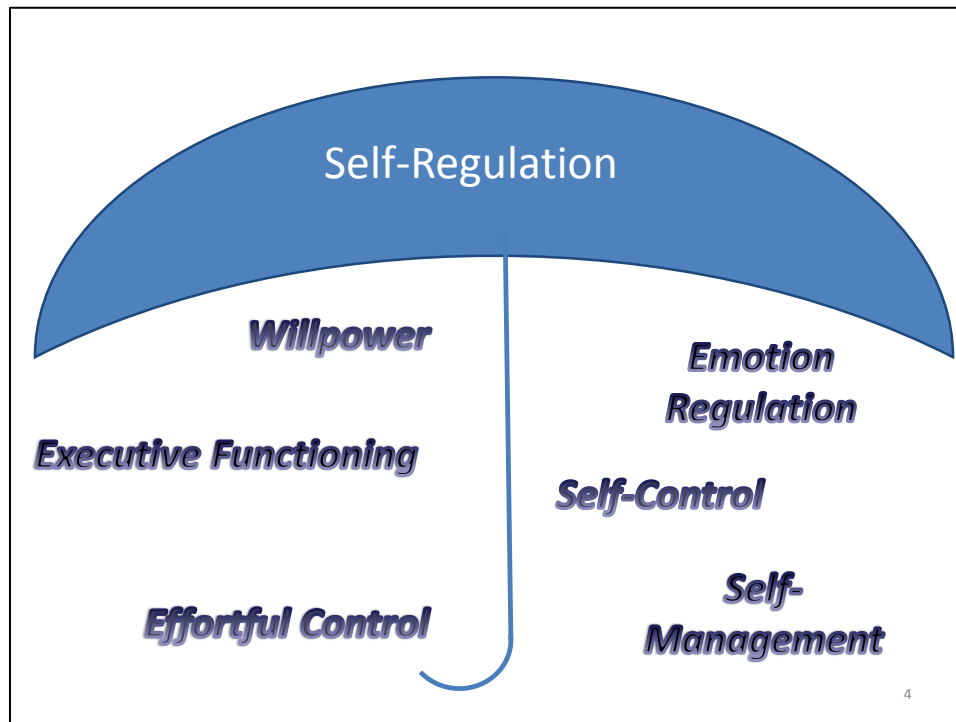 Self-Regulation
Willpower
Executive Functioning
Effortful Control
Emotion
Regulation
Self-Control
Self-
Management
4